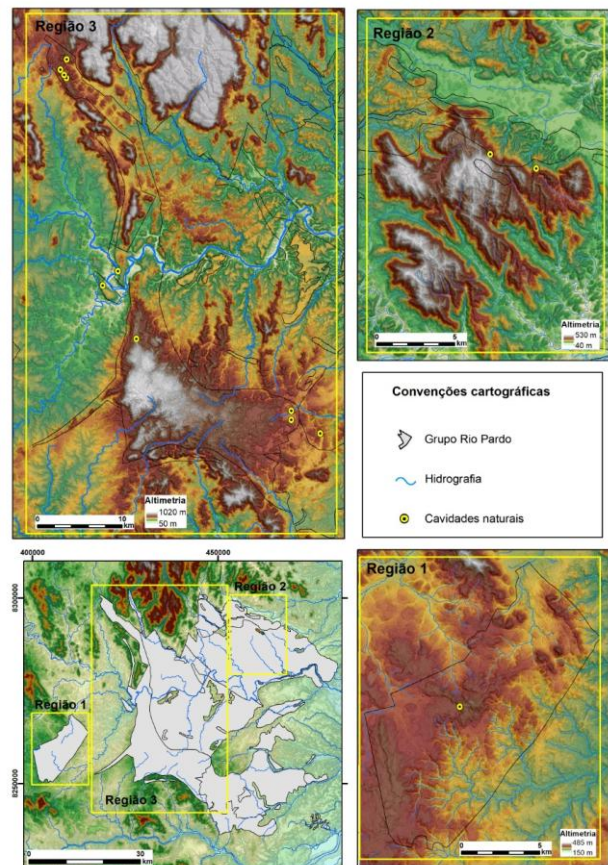 Região 3
Altimetria
1020 m
50 m
0
10
km
Região 2
0
5
km
Altimetria
530 m
40 m
Convenções cartográficas
Grupo Rio Pardo
Hidrografia
Cavidades naturais
400000
450000
8300000
8250000
Região 2
Região 1
Região 3
0
30
km
Região 1
0
5
km
Altimetria
485 m
150 m